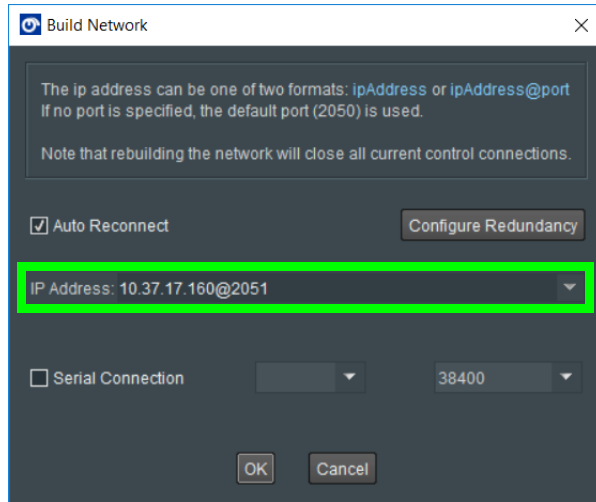 Build Network
The ip address can be one of two formats: ipAddress or ipAddress@port
If no port is specified, the default port (2050) is used.
Note that rebuilding the network will close all current control connections.
Auto Reconnect
Configure Redundancy
IP Address: 10.37.17.160@2051
Serial Connection
38400
OK
Cancel